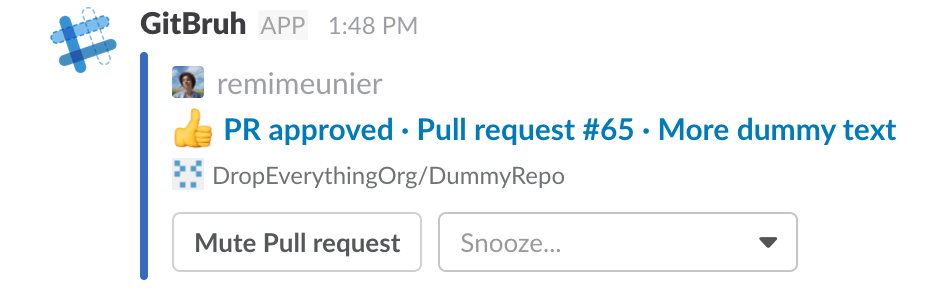 GitBruh APP 1:48 PM
remimeunier
PR approved · Pull request #65 · More dummy text
DropEverythingOrg/DummyRepo
Mute Pull request Snooze...